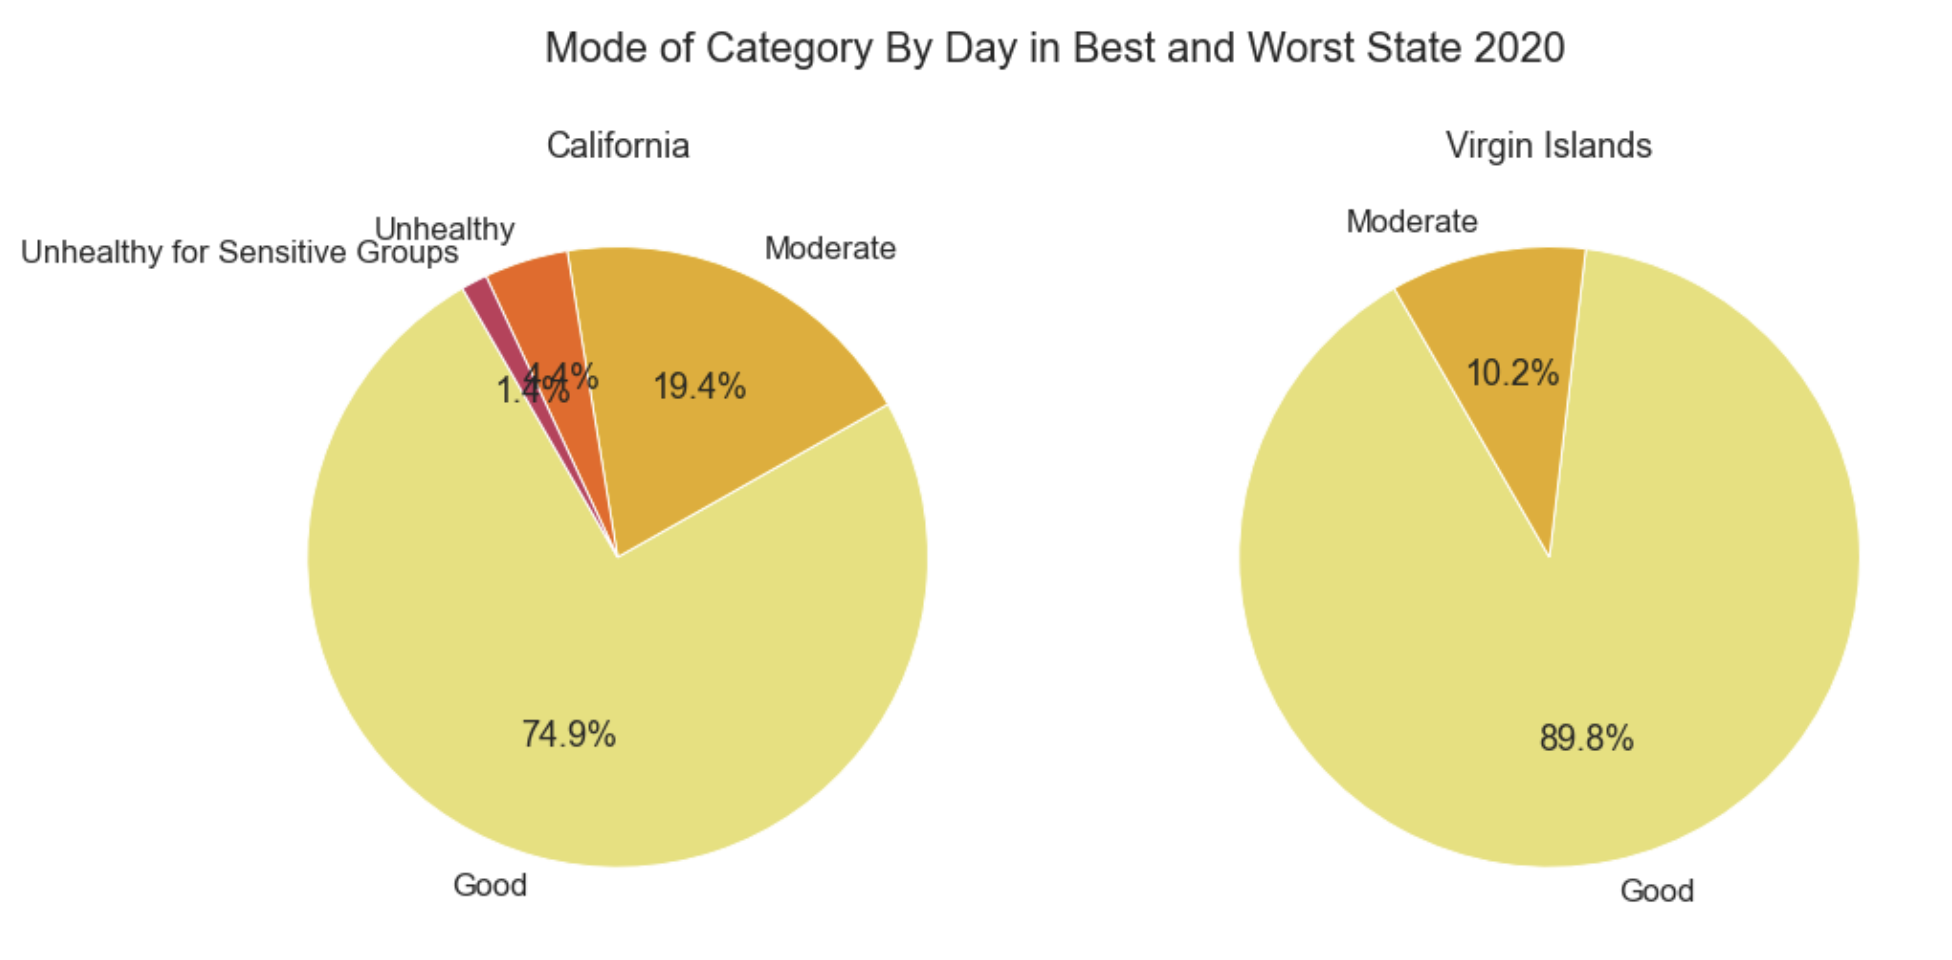 Mode of Category By Day in Best and Worst State 2020
California
Unhealthy
Unhealthy for Sensitive Groups
Moderate
4.4%
1.4%
19.4%
74.9%
Good
Virgin Islands
Moderate
10.2%
89.8%
Good